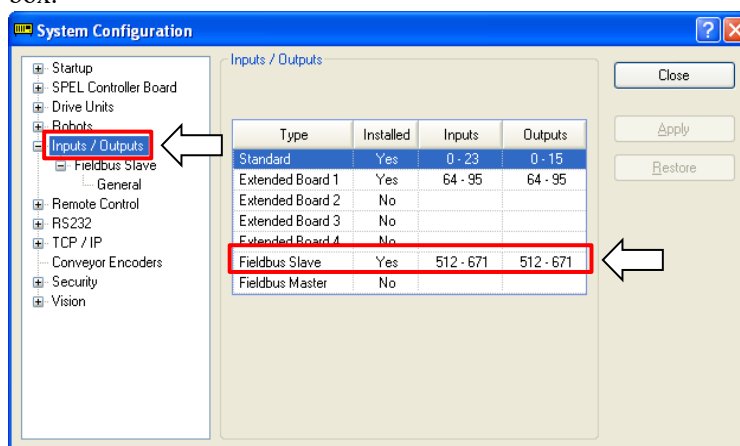 box.
System Configuration
Startup
SPEL Controller Board
Drive Units
Robots
Inputs / Outputs
Fieldbus Slave
General
Remote Control
RS232
TCP / IP
Conveyor Encoders
Security
Vision
Inputs / Outputs
Type Installed Inputs Outputs
Standard Yes 0 - 23 0 - 15
Extended Board 1 Yes 64 - 95 64 - 95
Extended Board 2 No
Extended Board 3 No
Extended Board 4 No
Fieldbus Slave Yes 512 - 671 512 - 671
Fieldbus Master No
Close
Apply
Restore